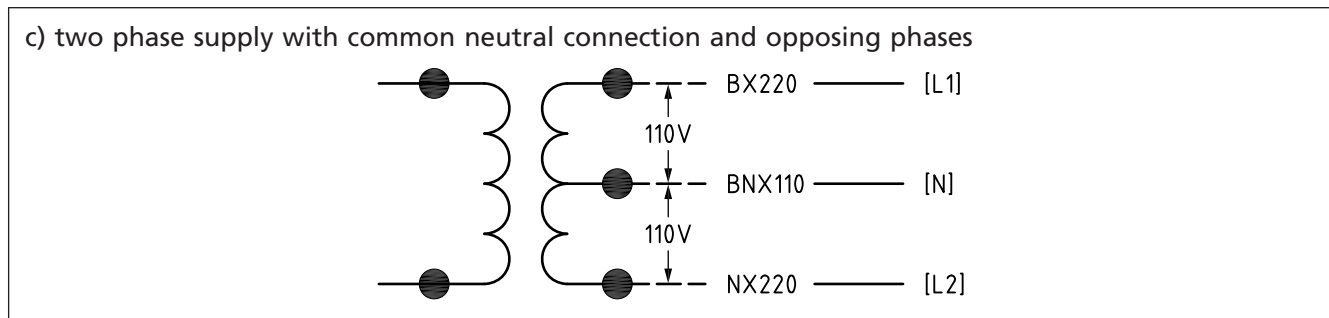 c) two phase supply with common neutral connection and opposing phases
BX220 [L1]
110V
BNX110 [N]
110V
NX220 [L2]